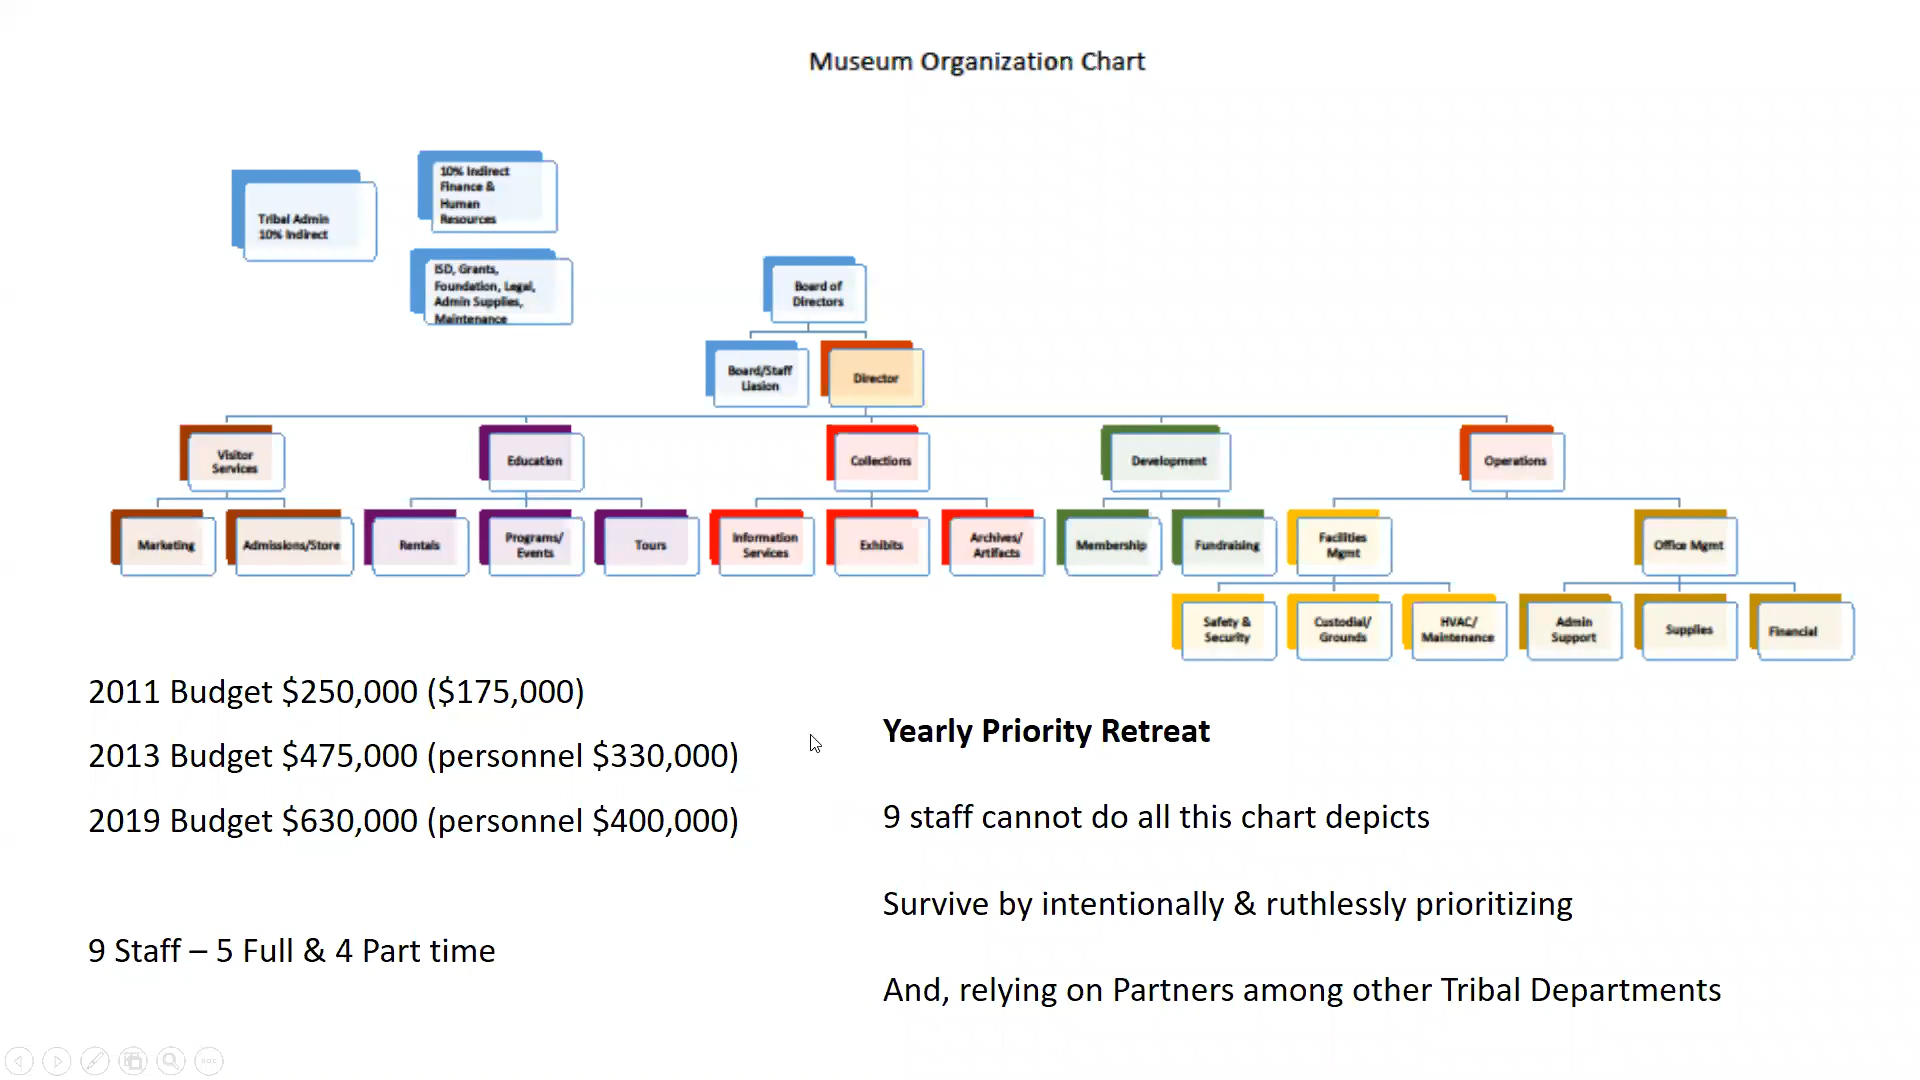 Museum Organization Chart
Tribal Admin
10% Indirect
10% Indirect
Finance &
Human
Resources
ISD, Grants,
Foundation, Legal,
Admin Supplies,
Maintenance
Board of
Directors
Board/Staff
Liasion
Director
Visitor
Services
Education
Collections
Development
Operations
Marketing
Admissions/Store
Rentals
Programs/
Events
Tours
Information
Services
Exhibits
Archives/
Artifacts
Membership
Fundraising
Facilities
Mgmt
Office Mgmt
Safety &
Security
Custodial/
Grounds
HVAC/
Maintenance
Admin
Support
Supplies
Financial
2011 Budget $250,000 ($175,000)
2013 Budget $475,000 (personnel $330,000)
2019 Budget $630,000 (personnel $400,000)
9 Staff – 5 Full & 4 Part time
Yearly Priority Retreat
9 staff cannot do all this chart depicts
Survive by intentionally & ruthlessly prioritizing
And, relying on Partners among other Tribal Departments